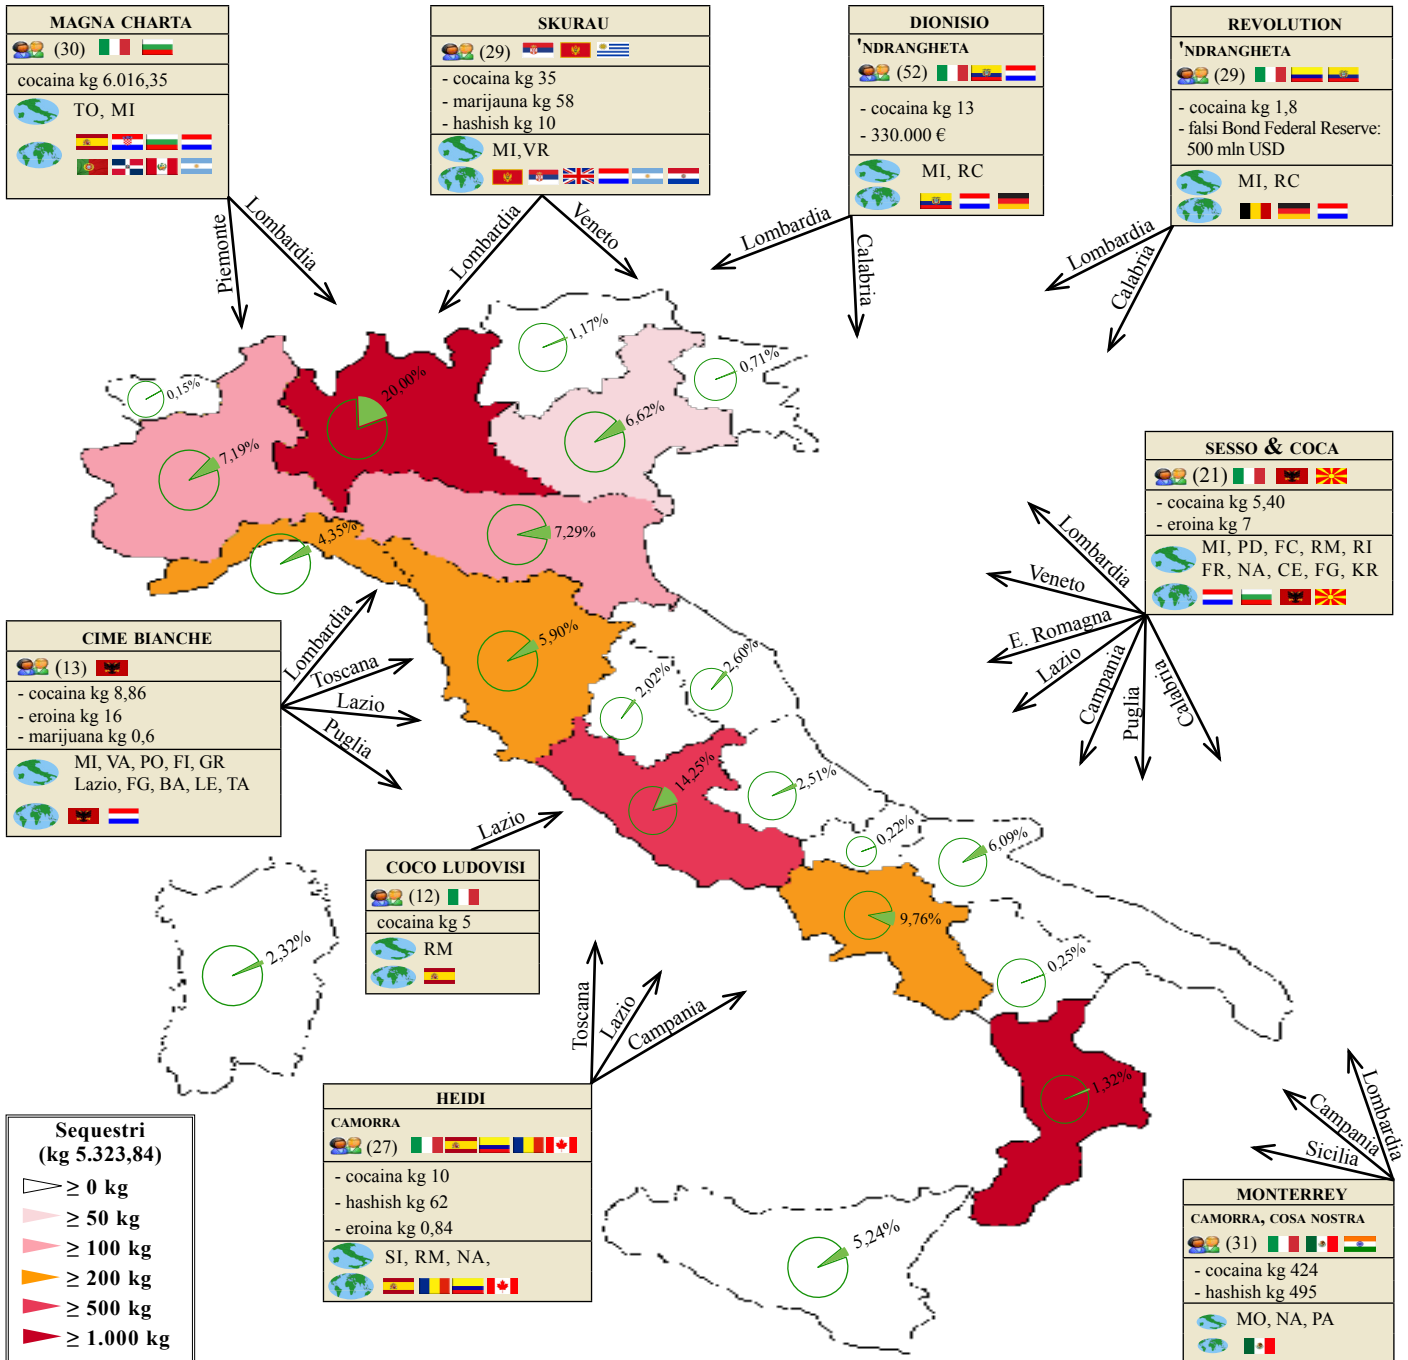 MAGNA CHARTA
(30)
cocaina kg 6.016,35
TO, MI
SKURAU
(29)
- cocaina kg 35
- marijauna kg 58
- hashish kg 10
MI,VR
DIONISIO
'NDRANGHETA
(52)
- cocaina kg 13
- 330.000 €
MI, RC
REVOLUTION
'NDRANGHETA
(29)
- cocaina kg 1,8
- falsi Bond Federal Reserve:
500 mln USD
MI, RC
Piemonte
Lombardia
Lombardia
Veneto
Lombardia
Calabria
Lombardia
Calabria
1,17%
0,71%
0,15%
20,00%
6,62%
7,19%
7,29%
4,35%
5,90%
2,60%
2,02%
14,25%
2,51%
0,22%
6,09%
9,76%
0,25%
2,32%
1,32%
5,24%
SESSO & COCA
(21)
- cocaina kg 5,40
- eroina kg 7
MI, PD, FC, RM, RI
FR, NA, CE, FG, KR
Lombardia
Veneto
E. Romagna
Lazio
Campania
Puglia
Calabria
CIME BIANCHE
(13)
- cocaina kg 8,86
- eroina kg 16
- marijuana kg 0,6
MI, VA, PO, FI, GR
Lazio, FG, BA, LE, TA
Lombardia
Toscana
Lazio
Puglia
Lazio
COCO LUDOVISI
(12)
cocaina kg 5
RM
Toscana
Lazio
Campania
HEIDI
CAMORRA
(27)
- cocaina kg 10
- hashish kg 62
- eroina kg 0,84
SI, RM, NA,
Lombardia
Campania
Sicilia
MONTERREY
CAMORRA, COSA NOSTRA
(31)
- cocaina kg 424
- hashish kg 495
MO, NA, PA
Sequestri
(kg 5.323,84)
≥ 0 kg
≥ 50 kg
≥ 100 kg
≥ 200 kg
≥ 500 kg
≥ 1.000 kg